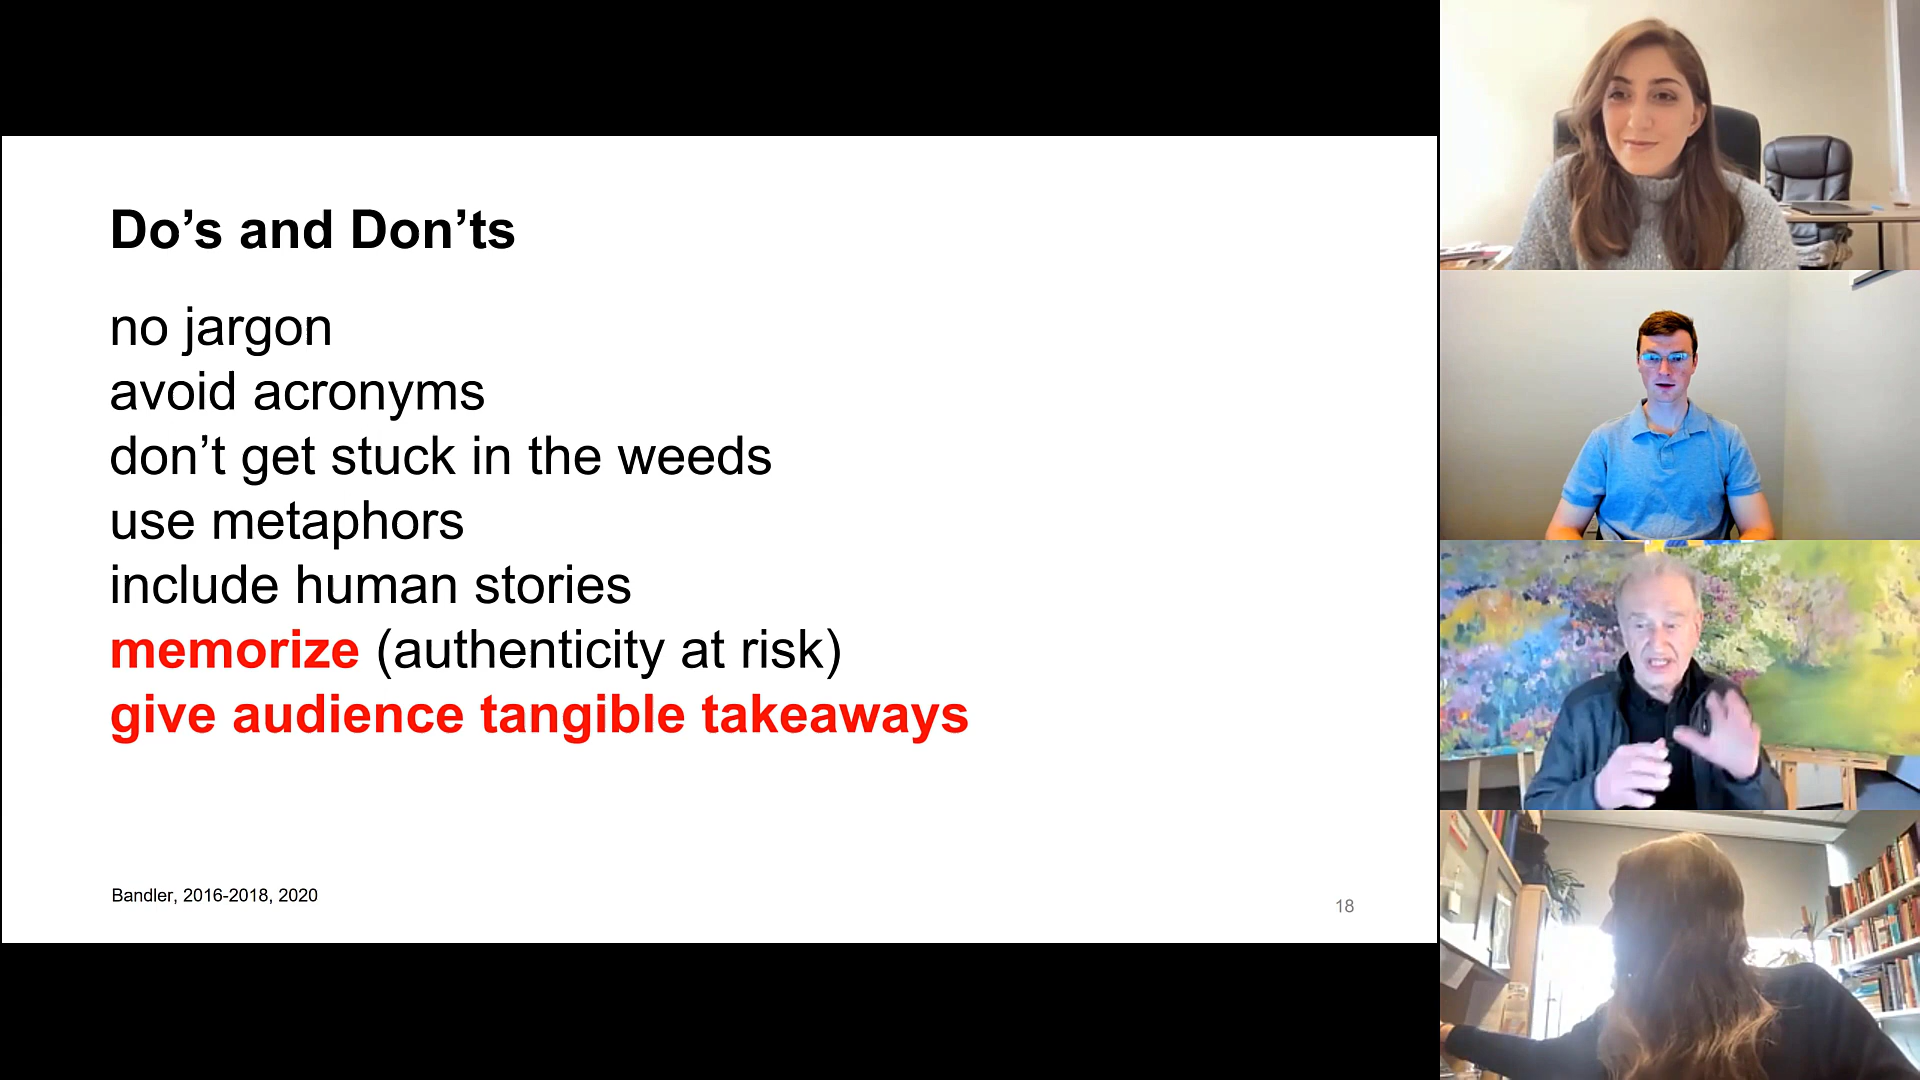 Do’s and Don’ts
no jargon
avoid acronyms
don’t get stuck in the weeds
use metaphors
include human stories
memorize (authenticity at risk)
give audience tangible takeaways
Bandler, 2016-2018, 2020
18